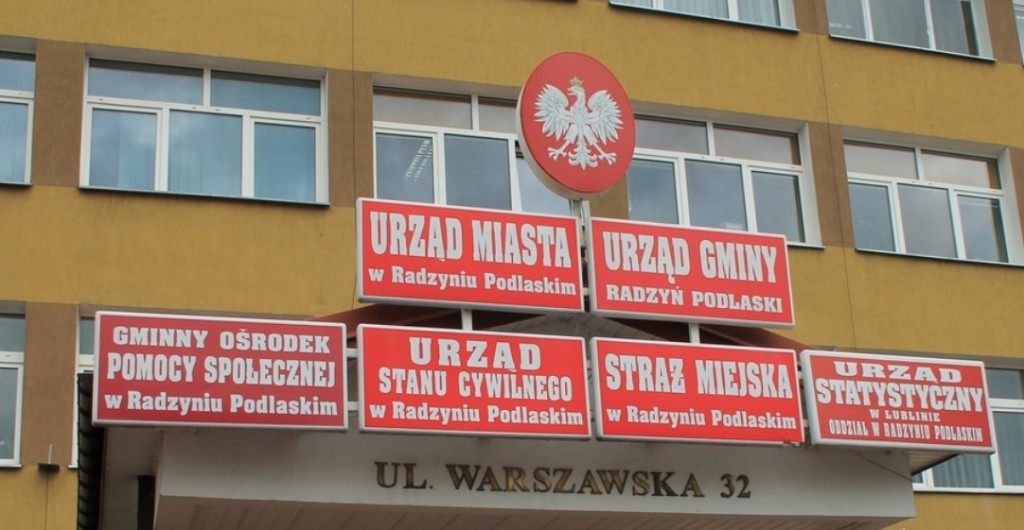 URZĄD MIASTA
w Radzyniu Podlaskim
URZĄD GMINY
RADZYŃ PODLASKI
GMINNY OŚRODEK
POMOCY SPOŁECZNEJ
w Radzyniu Podlaskim
URZĄD
STANU CYWILNEGO
w Radzyniu Podlaskim
STRAŻ MIEJSKA
w Radzyniu Podlaskim
URZĄD
STATYSTYCZNY
W LUBLINIE
ODDZIAŁ W RADZYNIU PODLASKIM
UL. WARSZAWSKA 32